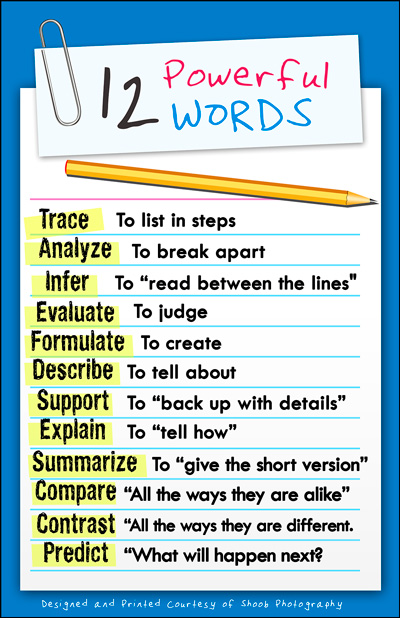 12 Powerful
WORDS
Trace To list in steps
Analyze To break apart
Infer To “read between the lines"
Evaluate To judge
Formulate To create
Describe To tell about
Support To “back up with details”
Explain To “tell how”
Summarize To “give the short version”
Compare “All the ways they are alike”
Contrast “All the ways they are different.
Predict “What will happen next?
Designed and Printed Courtesy of Shoob Photography